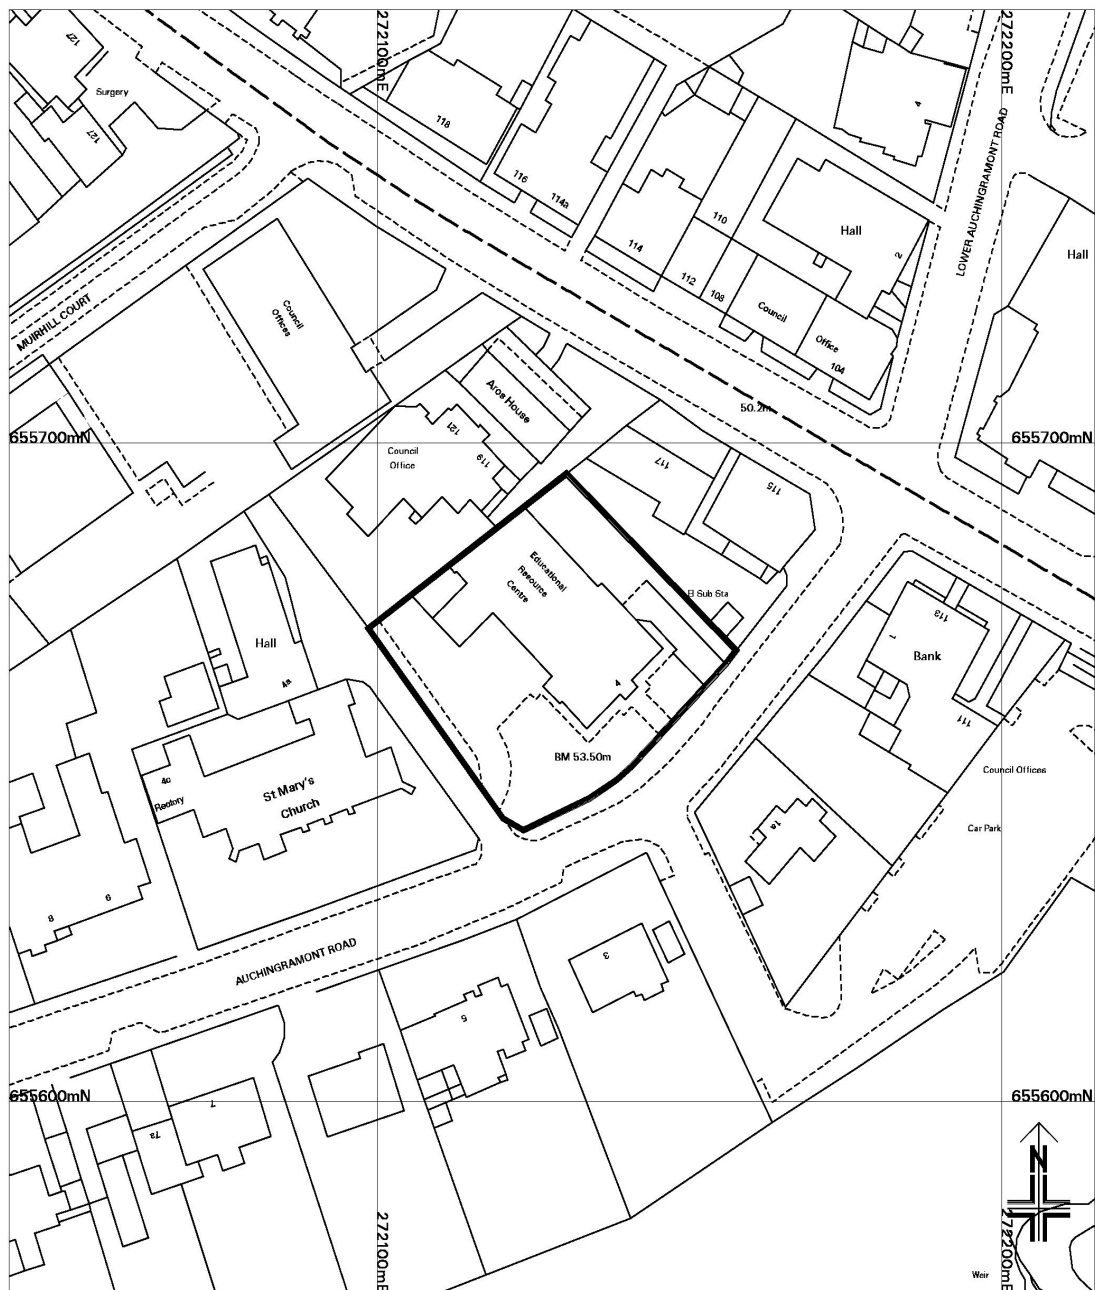 127
Surgery
127
272100mE
118
116
114a
114
112
110
108
Hall
2
4
272200mE
LOWER AUCHINGRAMONT ROAD
Hall
Council
Office
104
MUIRHILL COURT
Council
Offices
Aros House
50.2m
655700mN
655700mN
121
119
Council
Office
117
115
Educational
Resource
Centre
El Sub Sta
4
BM 53.50m
113
1
Bank
111
Council Offices
Car Park
1a
Hall
4a
4c
Rectory
St Mary's
Church
8
6
AUCHINGRAMONT ROAD
3
5
7
7a
655600mN
655600mN
N
272100mE
272200mE
Weir